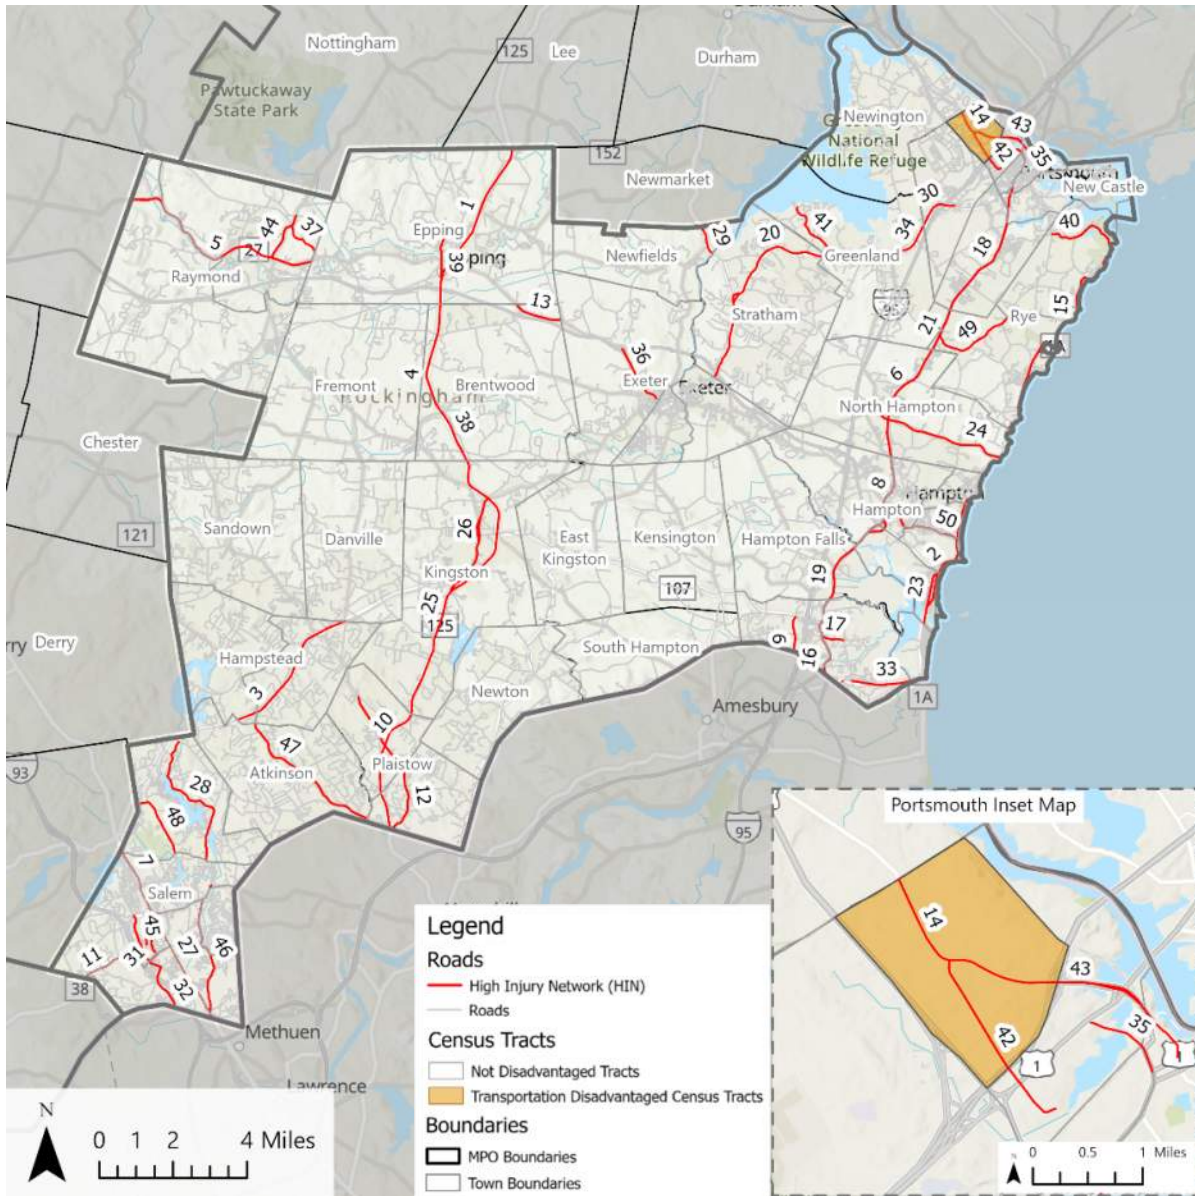 Nottingham
125
Lee
Durham
Pawtuckaway
State Park
152
Newmarket
Newington
National
Wildlife Refuge
14
43
42
35
New Castle
30
40
1
Epping
39
5
44
37
27
Raymond
Newfields
29
20
41
34
Greenland
18
95
15
Rye
13
Stratham
21
49
36
Exeter
Exeter
4
Fremont
Brentwood
Rockingham
6
North Hampton
24
38
Chester
8
Hampton
50
121
Sandown
Danville
26
East
Kingston
Kensington
Hampton Falls
2
Kingston
19
23
25
107
125
Derry
17
9
16
South Hampton
Hampstead
3
33
Newton
1A
Amesbury
10
47
Atkinson
Plaistow
12
93
28
48
95
7
Salem
45
31
27
46
11
32
38
Methuen
Lawrence
Portsmouth Inset Map
14
43
35
42
1
1
Legend
Roads
High Injury Network (HIN)
Roads
Census Tracts
Not Disadvantaged Tracts
Transportation Disadvantaged Census Tracts
Boundaries
MPO Boundaries
Town Boundaries
N
0 1 2 4 Miles
N
0 0.5 1 Miles